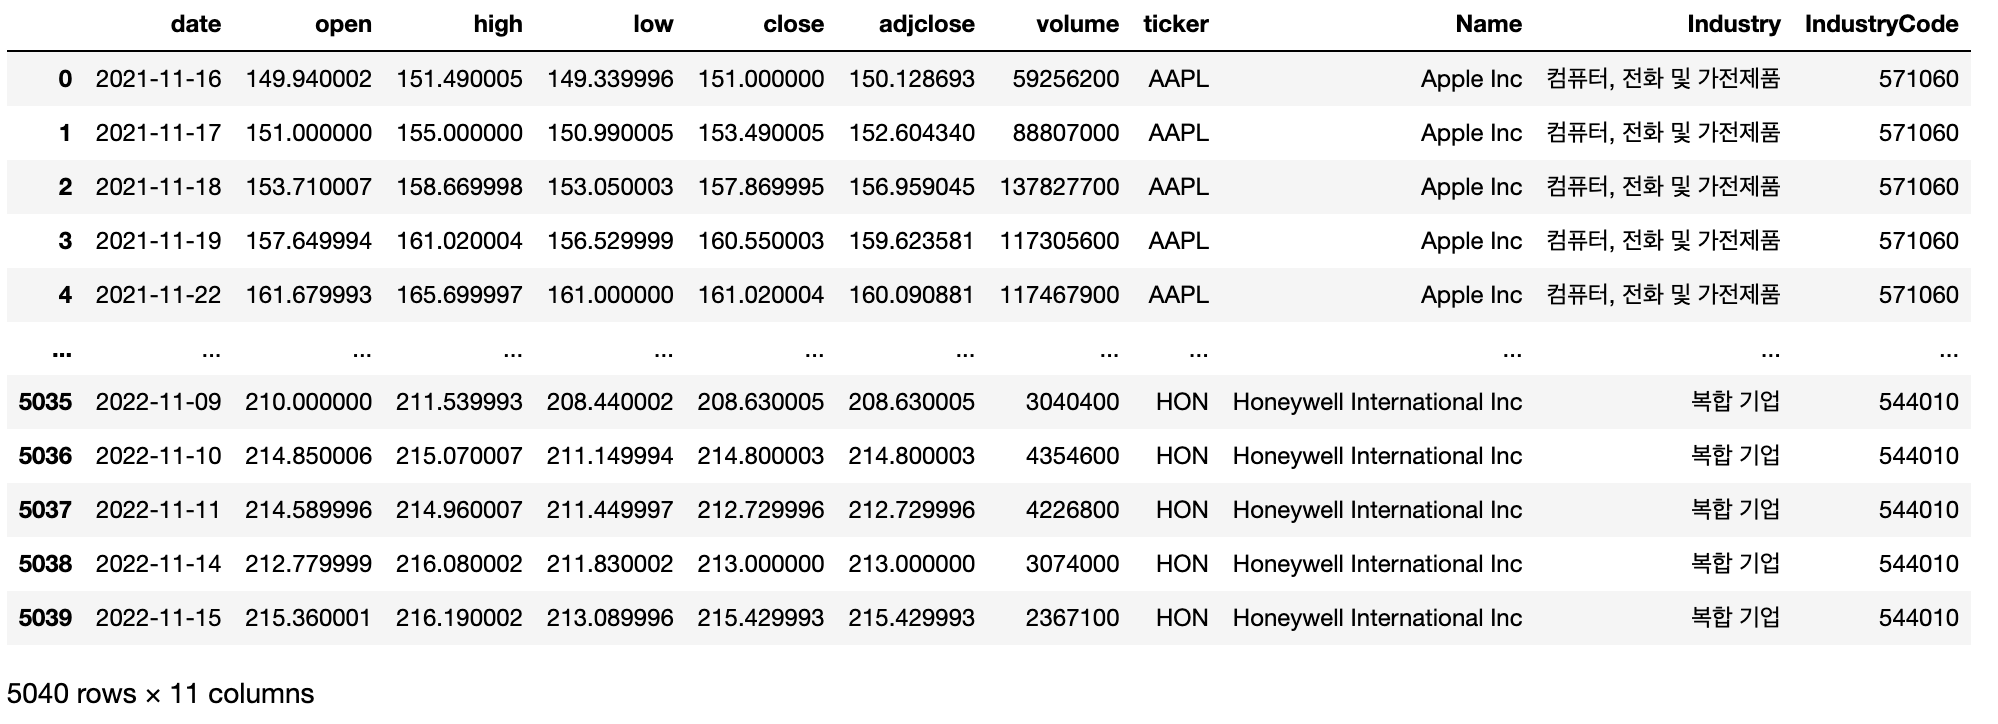 date open high low close adjclose volume ticker Name Industry IndustryCode
0 2021-11-16 149.940002 151.490005 149.339996 151.000000 150.128693 59256200 AAPL Apple Inc 컴퓨터, 전화 및 가전제품 571060
1 2021-11-17 151.000000 155.000000 150.990005 153.490005 152.604340 88807000 AAPL Apple Inc 컴퓨터, 전화 및 가전제품 571060
2 2021-11-18 153.710007 158.669998 153.050003 157.869995 156.959045 137827700 AAPL Apple Inc 컴퓨터, 전화 및 가전제품 571060
3 2021-11-19 157.649994 161.020004 156.529999 160.550003 159.623581 117305600 AAPL Apple Inc 컴퓨터, 전화 및 가전제품 571060
4 2021-11-22 161.679993 165.699997 161.000000 161.020004 160.090881 117467900 AAPL Apple Inc 컴퓨터, 전화 및 가전제품 571060
... ... ... ... ... ... ... ... ... ... ... ...
5035 2022-11-09 210.000000 211.539993 208.440002 208.630005 208.630005 3040400 HON Honeywell International Inc 복합 기업 544010
5036 2022-11-10 214.850006 215.070007 211.149994 214.800003 214.800003 4354600 HON Honeywell International Inc 복합 기업 544010
5037 2022-11-11 214.589996 214.960007 211.449997 212.729996 212.729996 4226800 HON Honeywell International Inc 복합 기업 544010
5038 2022-11-14 212.779999 216.080002 211.830002 213.000000 213.000000 3074000 HON Honeywell International Inc 복합 기업 544010
5039 2022-11-15 215.360001 216.190002 213.089996 215.429993 215.429993 2367100 HON Honeywell International Inc 복합 기업 544010
5040 rows × 11 columns